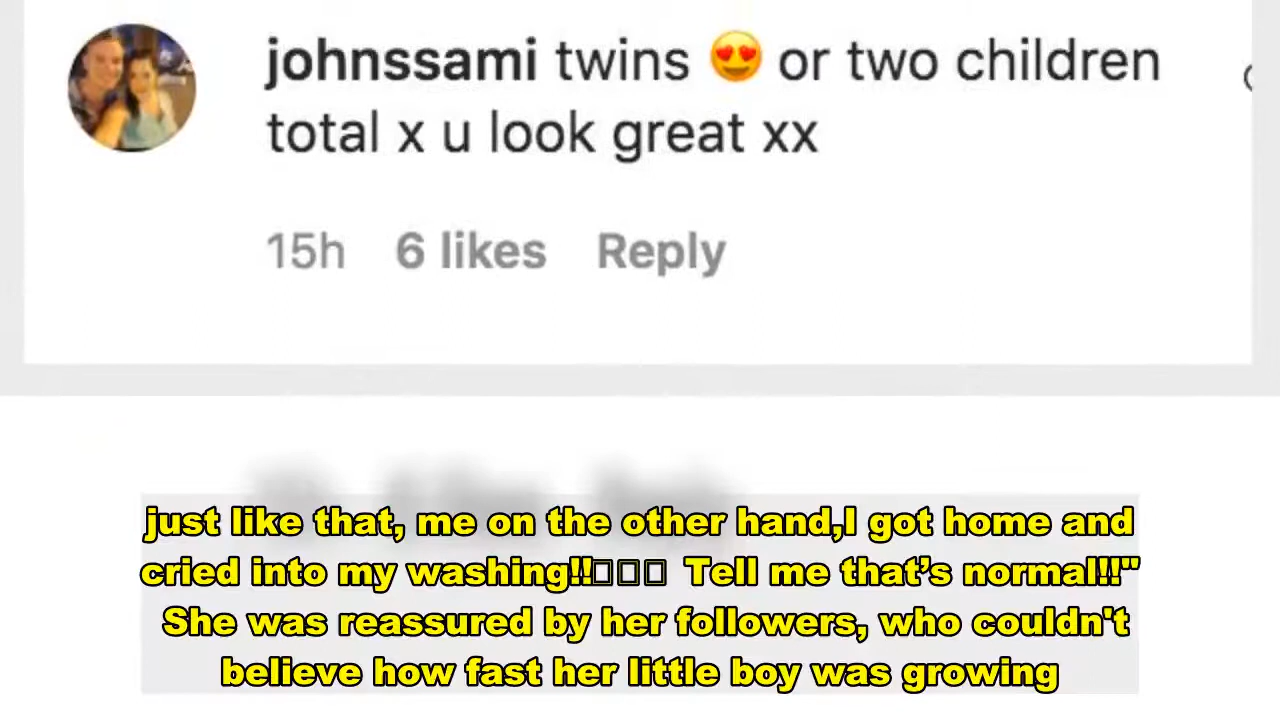 johnssami twins 😍 or two children
total x u look great xx
15h 6 likes Reply
just like that, me on the other hand,I got home and
cried into my washing!!□□□ Tell me that’s normal!!"
She was reassured by her followers, who couldn't
believe how fast her little boy was growing